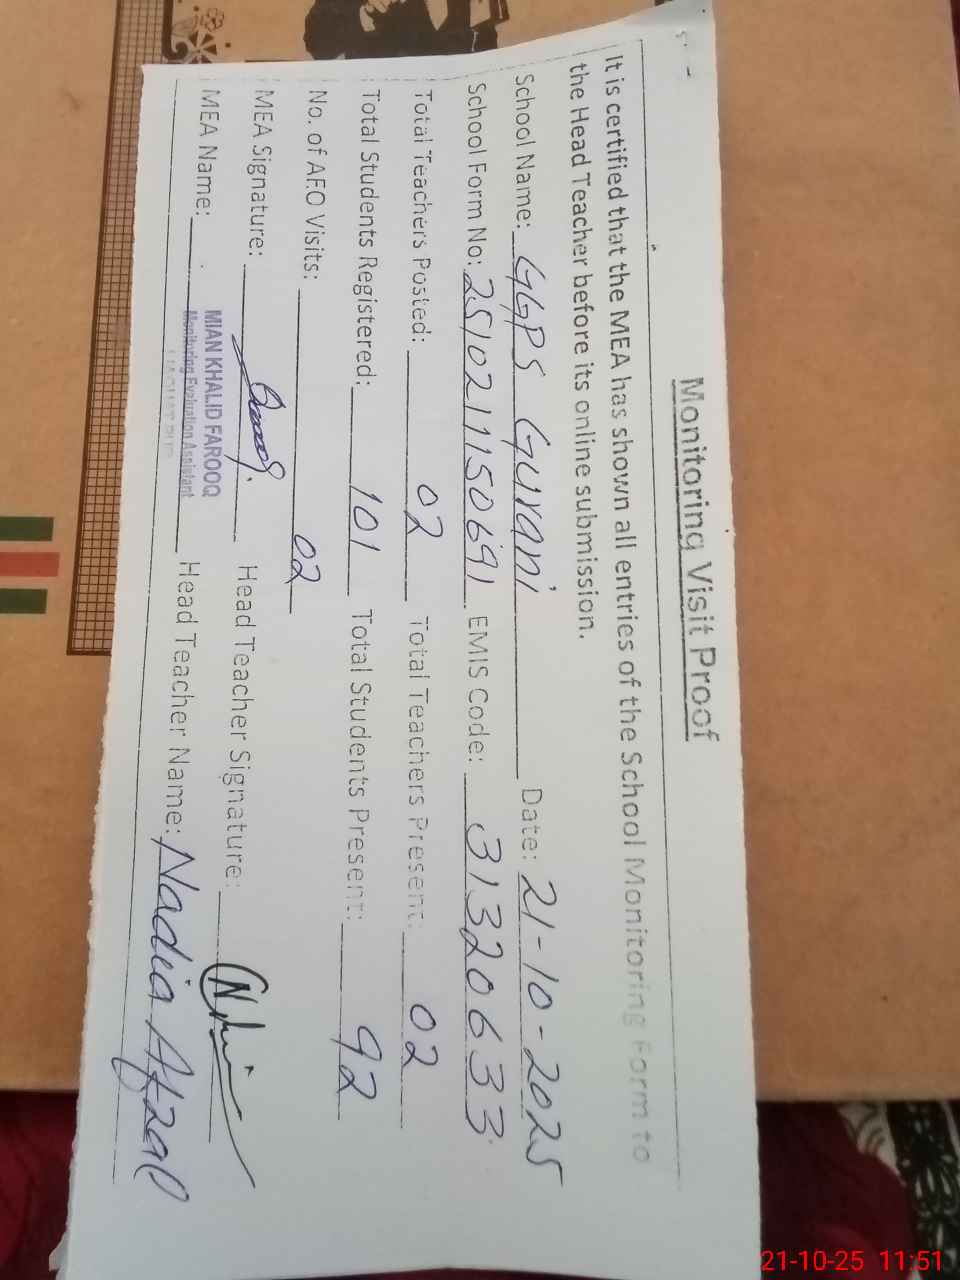 Monitoring Visit Proof
It is certified that the MEA has shown all entries of the School Monitoring Form to
the Head Teacher before its online submission.
School Name: GGPS Gurani Date: 21-10-2025
School Form No: 2510211150691 EMIS Code: 31320633
Total Teachers Posted: 02 Total Teachers Present: 02
Total Students Registered: 101 Total Students Present: 92
No. of AEO Visits: 02
MEA Signature: Head Teacher Signature:
MEA Name: MIAN KHALID FAROOQ Head Teacher Name: Nadia Afzal
Monitoring Evaluation Assistant
21-10-25 11:51